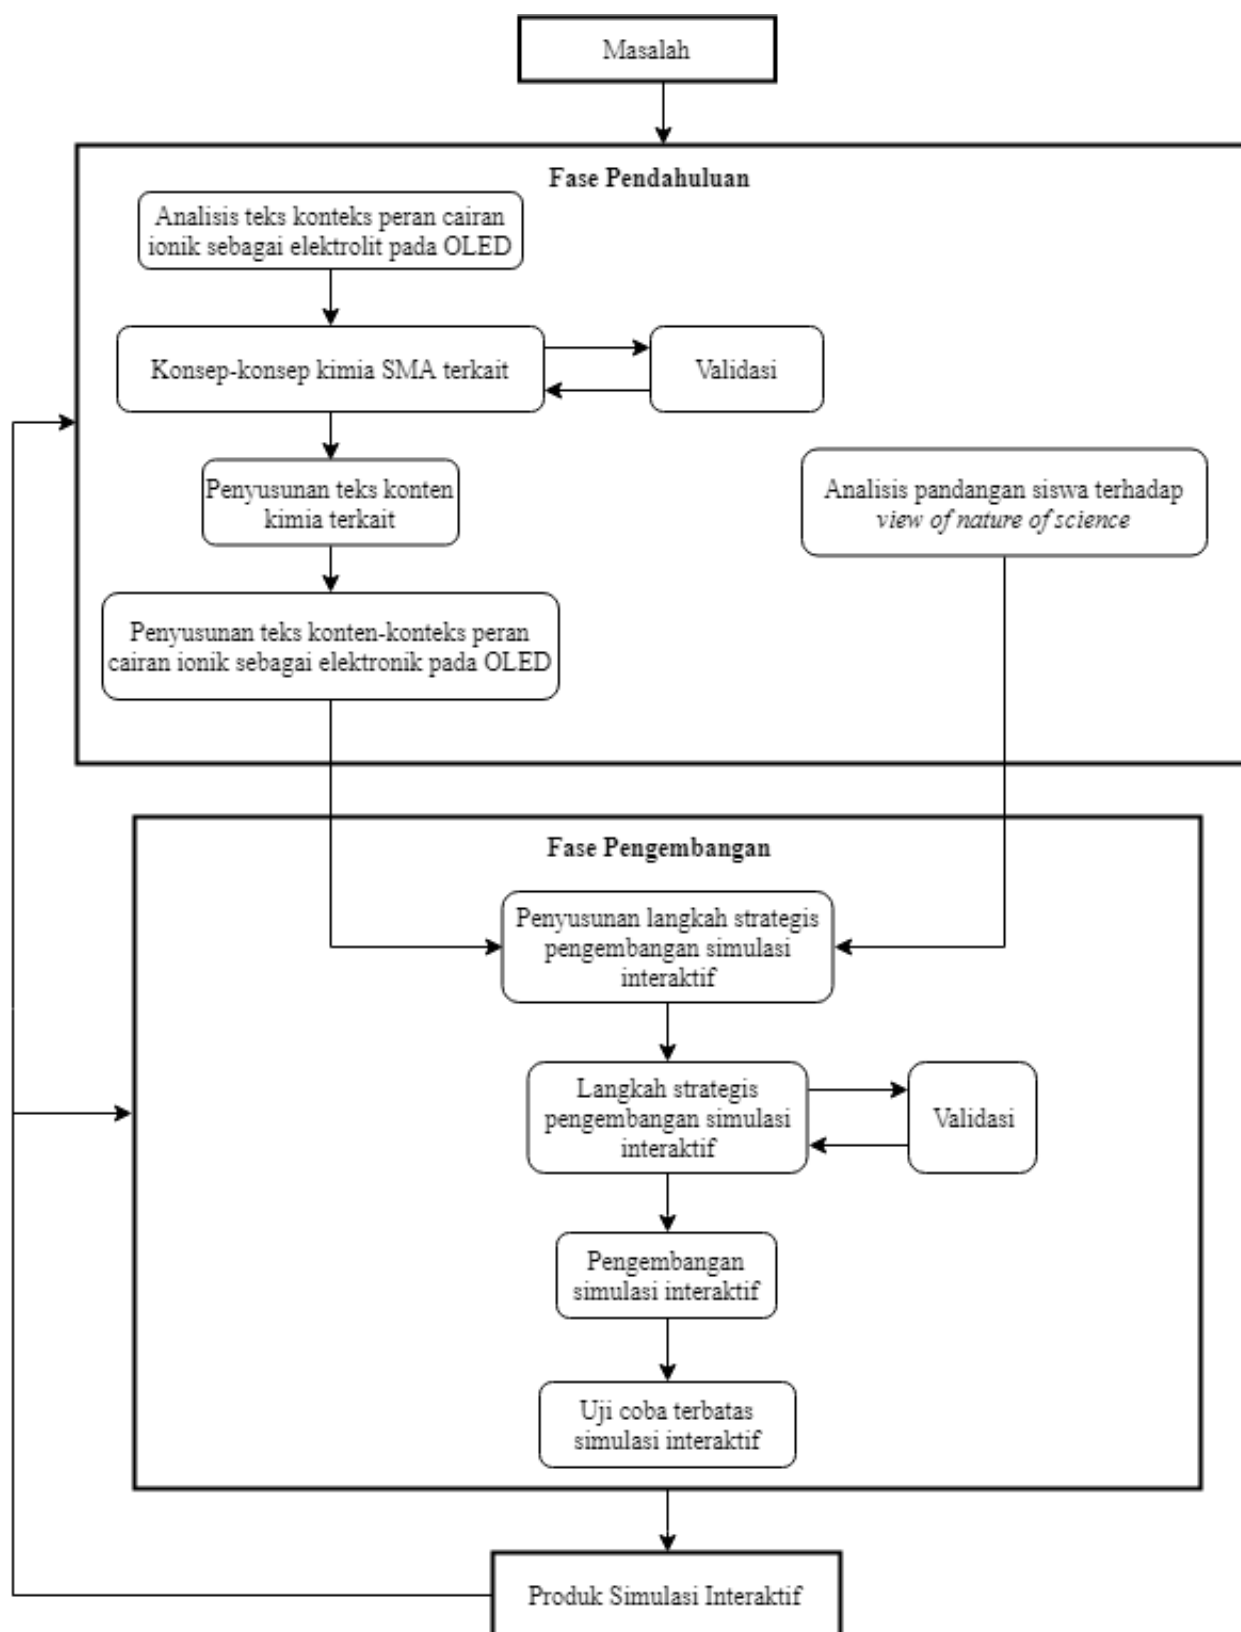 Masalah
Fase Pendahuluan
Analisis teks konteks peran cairan
ionik sebagai elektrolit pada OLED
Konsep-konsep kimia SMA terkait
Validasi
Penyusunan teks konten
kimia terkait
Analisis pandangan siswa terhadap
view of nature of science
Penyusunan teks konten-konteks peran
cairan ionik sebagai elektronik pada OLED
Fase Pengembangan
Penyusunan langkah strategis
pengembangan simulasi
interaktif
Langkah strategis
pengembangan simulasi
interaktif
Validasi
Pengembangan
simulasi interaktif
Uji coba terbatas
simulasi interaktif
Produk Simulasi Interaktif